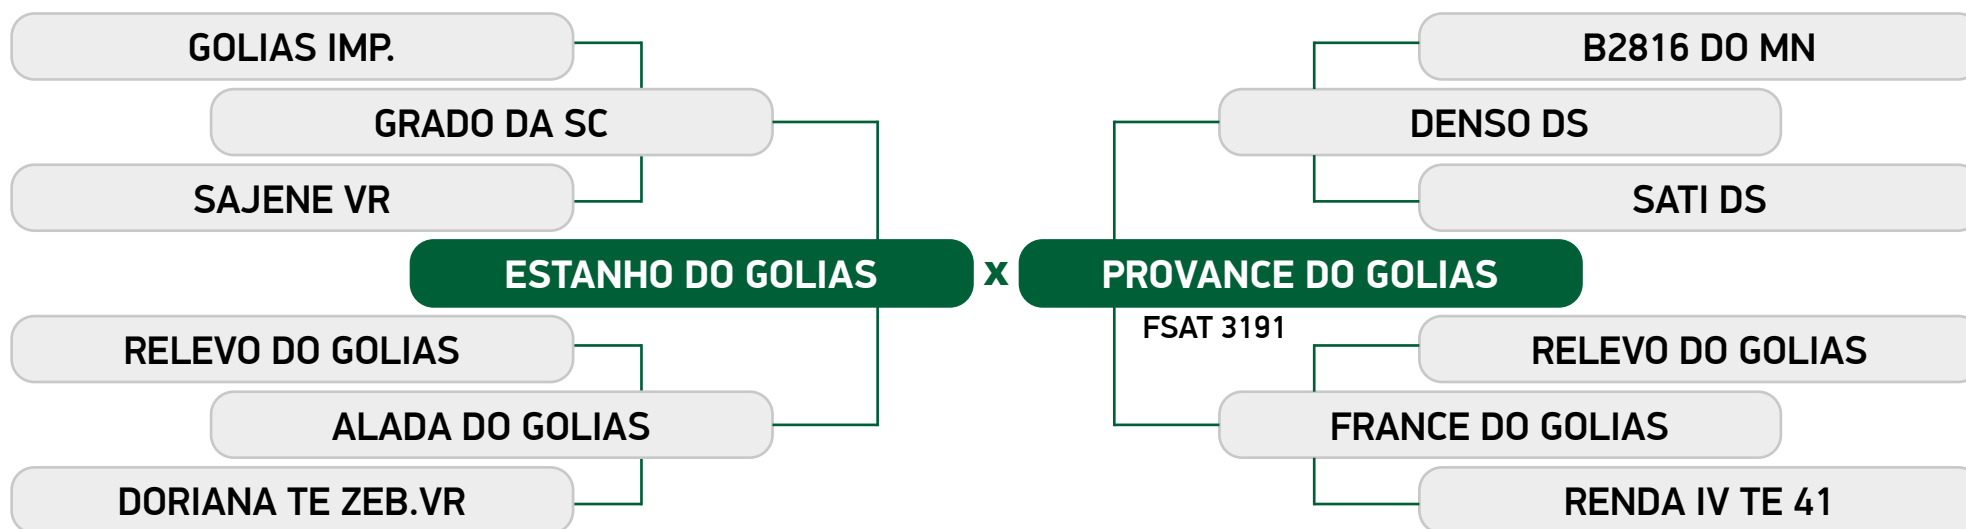 GOLIAS IMP.
B2816 DO MN
GRADO DA SC
DENSO DS
SAJENE VR
SATI DS
ESTANHO DO GOLIAS x PROVANCE DO GOLIAS
FSAT 3191
RELEVO DO GOLIAS
RELEVO DO GOLIAS
ALADA DO GOLIAS
FRANCE DO GOLIAS
DORIANA TE ZEB.VR
RENDA IV TE 41